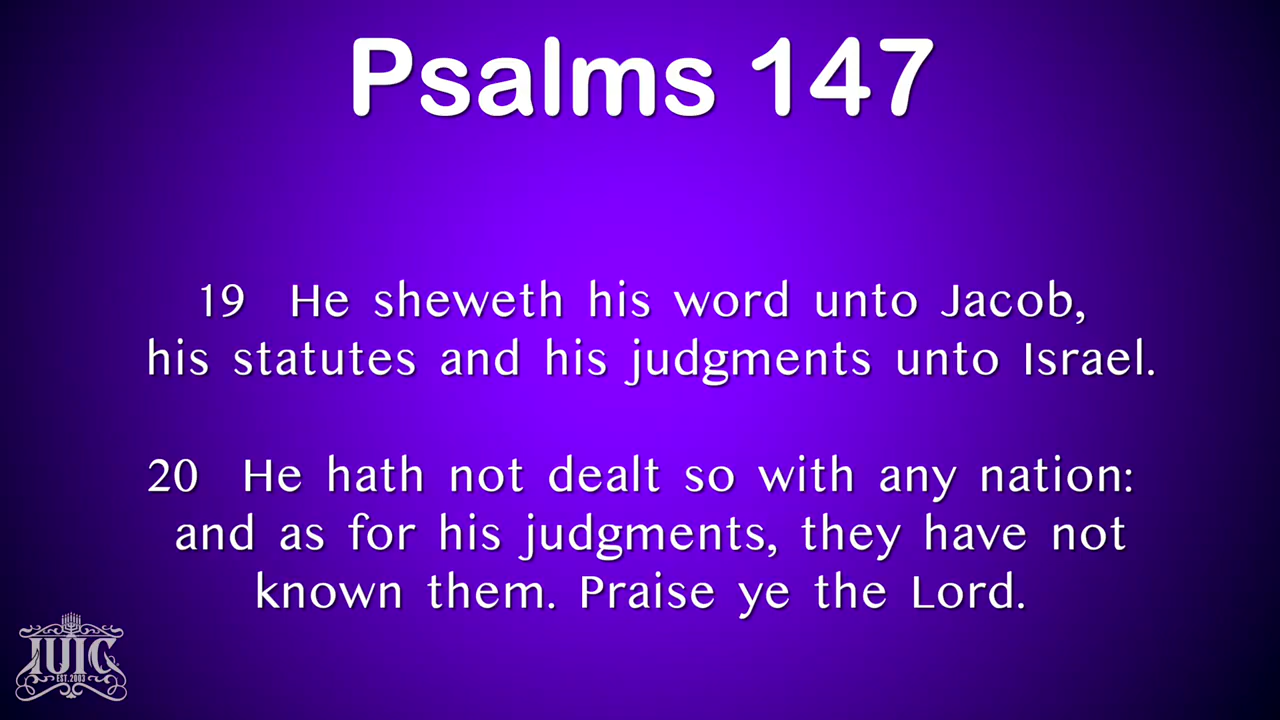 Psalms 147
19 He sheweth his word unto Jacob,
his statutes and his judgments unto Israel.
20 He hath not dealt so with any nation:
and as for his judgments, they have not
known them. Praise ye the Lord.
IUIC
EST.2003